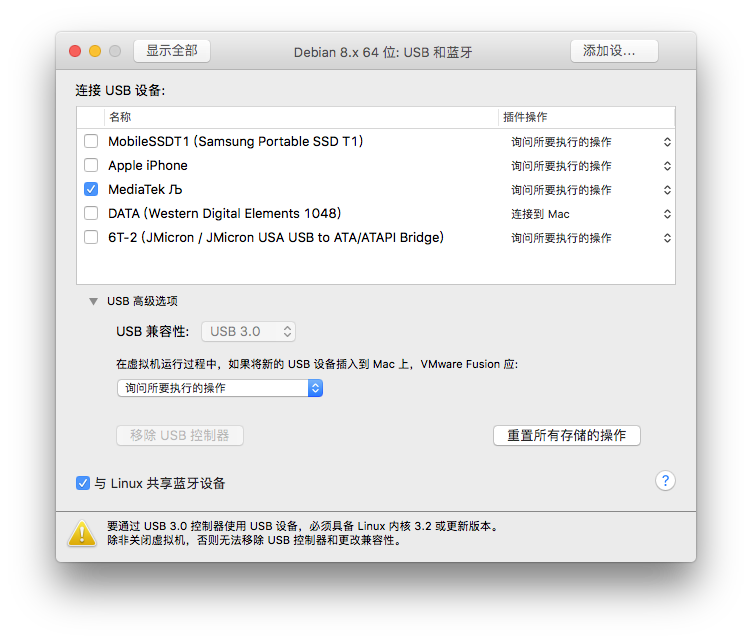 显示全部
Debian 8.x 64 位: USB 和蓝牙
添加设…
连接 USB 设备:
名称
插件操作
MobileSSDT1 (Samsung Portable SSD T1)
询问所要执行的操作
Apple iPhone
询问所要执行的操作
MediaTek Љ
询问所要执行的操作
DATA (Western Digital Elements 1048)
连接到 Mac
6T-2 (JMicron / JMicron USA USB to ATA/ATAPI Bridge)
询问所要执行的操作
USB 高级选项
USB 兼容性:
USB 3.0
在虚拟机运行过程中，如果将新的 USB 设备插入到 Mac 上，VMware Fusion 应:
询问所要执行的操作
移除 USB 控制器
重置所有存储的操作
与 Linux 共享蓝牙设备
?
要通过 USB 3.0 控制器使用 USB 设备，必须具备 Linux 内核 3.2 或更新版本。
除非关闭虚拟机，否则无法移除 USB 控制器和更改兼容性。